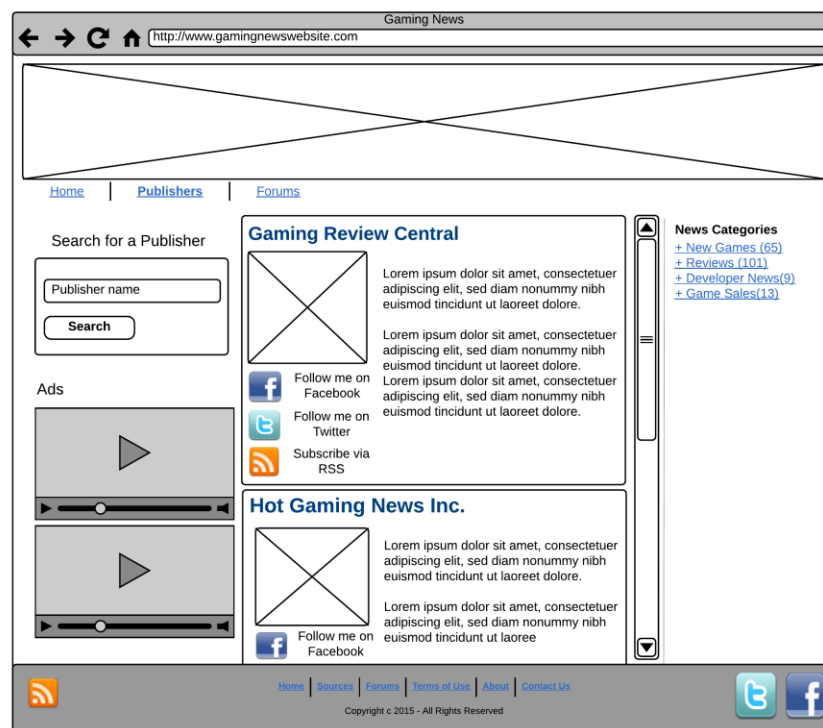 Gaming News
http://www.gamingnewswebsite.com
Home
Publishers
Forums
Search for a Publisher
Publisher name
Search
Ads
Gaming Review Central
Lorem ipsum dolor sit amet, consectetuer
adipiscing elit, sed diam nonummy nibh
euismod tincidunt ut laoreet dolore.
Lorem ipsum dolor sit amet, consectetuer
adipiscing elit, sed diam nonummy nibh
euismod tincidunt ut laoreet dolore.
Lorem ipsum dolor sit amet, consectetuer
adipiscing elit, sed diam nonummy nibh
euismod tincidunt ut laoreet dolore.
Follow me on
Facebook
Follow me on
Twitter
Subscribe via
RSS
Hot Gaming News Inc.
Lorem ipsum dolor sit amet, consectetuer
adipiscing elit, sed diam nonummy nibh
euismod tincidunt ut laoreet dolore.
Lorem ipsum dolor sit amet, consectetuer
adipiscing elit, sed diam nonummy nibh
euismod tincidunt ut laoree
Follow me on
Facebook
News Categories
+ New Games (65)
+ Reviews (101)
+ Developer News(9)
+ Game Sales(13)
Home
Sources
Forums
Terms of Use
About
Contact Us
Copyright c 2015 - All Rights Reserved